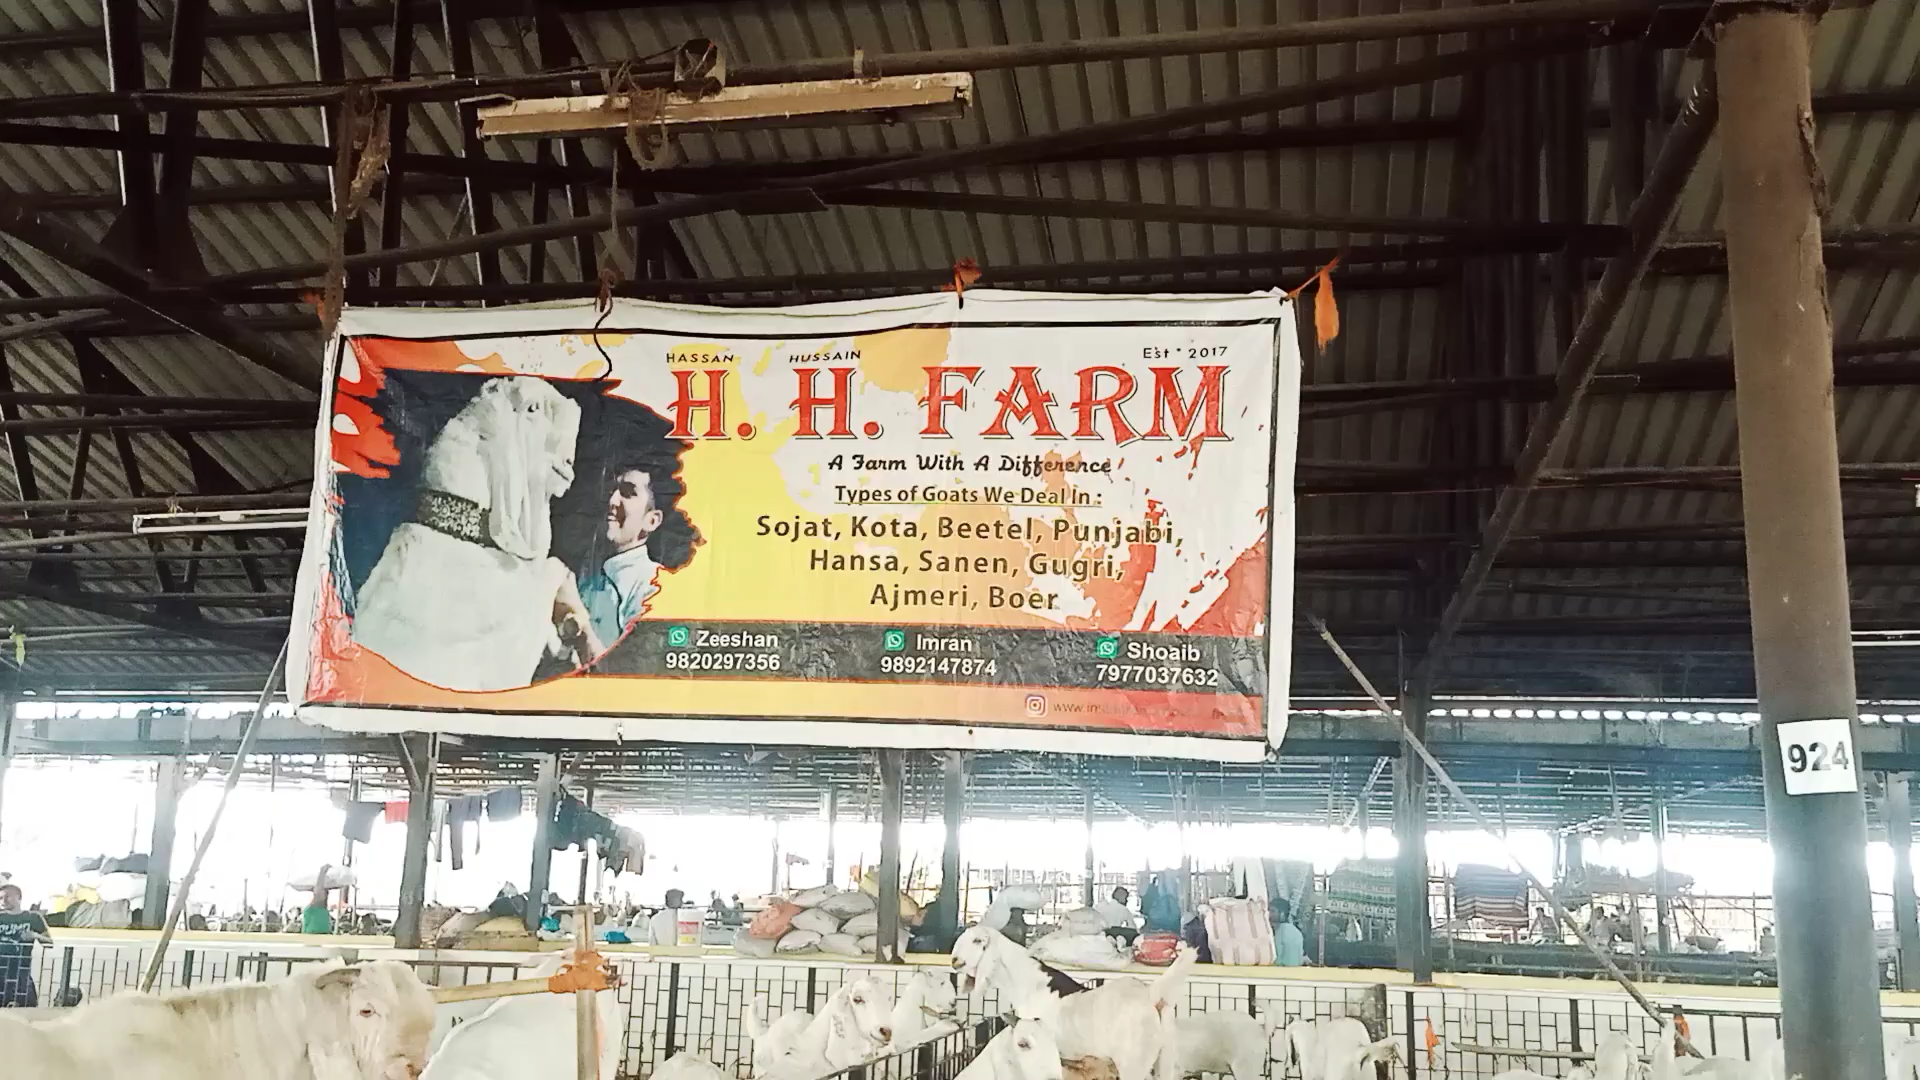 HASSAN HUSSAIN Est * 2017
H. H. FARM
A Farm With A Difference
Types of Goats We Deal In :
Sojat, Kota, Beetel, Punjabi,
Hansa, Sanen, Gugri,
Ajmeri, Boer
Zeeshan Imran Shoaib
9820297356 9892147874 7977037632
924
PUMA